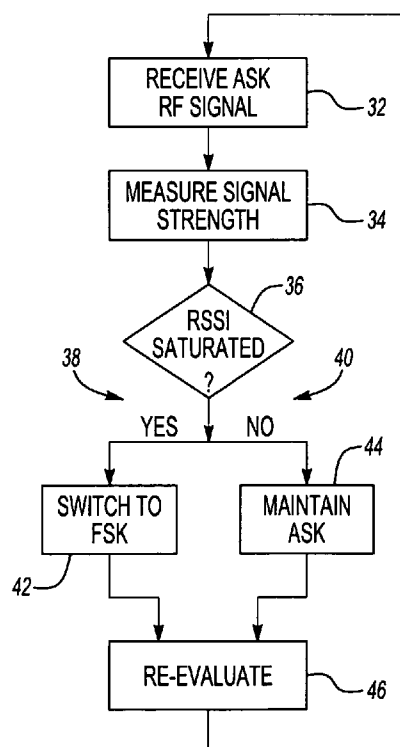 RECEIVE ASK
RF SIGNAL
32
MEASURE SIGNAL
STRENGTH
34
36
RSSI
SATURATED
?
38
40
YES
NO
44
SWITCH TO
FSK
42
MAINTAIN
ASK
RE-EVALUATE
46